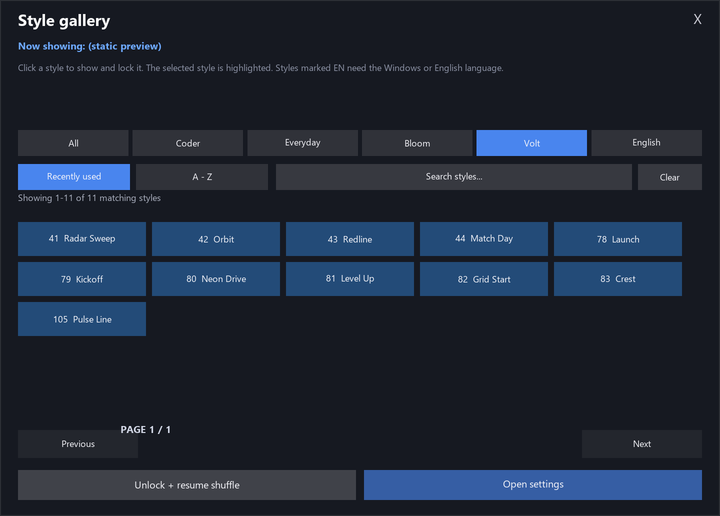 Style gallery
X
Now showing: (static preview)
Click a style to show and lock it. The selected style is highlighted. Styles marked EN need the Windows or English language.
All Coder Everyday Bloom Volt English
Recently used A - Z Search styles... Clear
Showing 1-11 of 11 matching styles
41 Radar Sweep 42 Orbit 43 Redline 44 Match Day 78 Launch
79 Kickoff 80 Neon Drive 81 Level Up 82 Grid Start 83 Crest
105 Pulse Line
PAGE 1 / 1
Previous Next
Unlock + resume shuffle Open settings